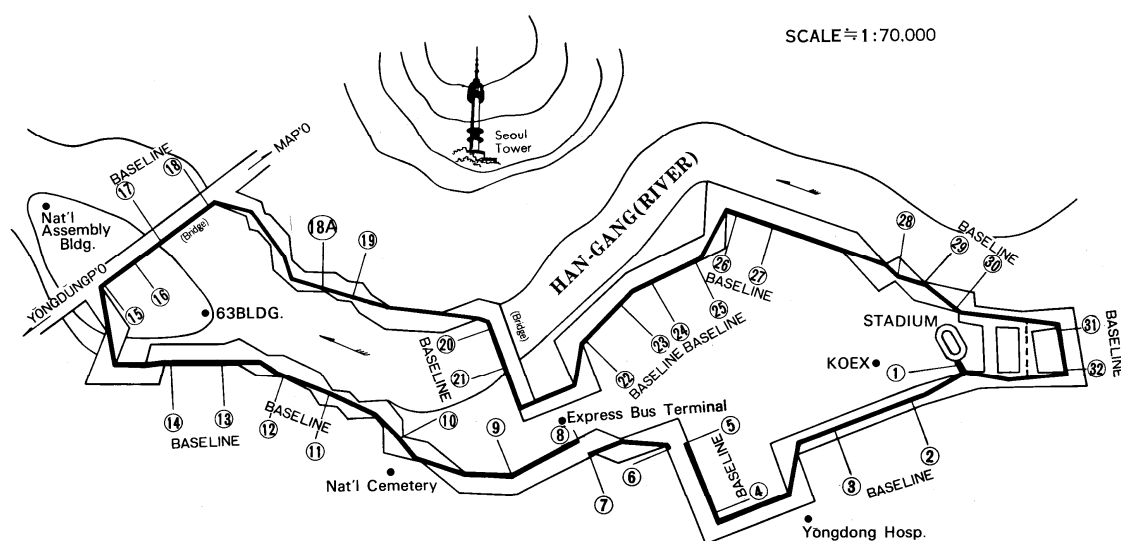 SCALE≒1:70.000
Seoul
Tower
MAP'O
BASELINE
⑱
⑰
(Bridge)
Nat'l
Assembly
Bldg.
YŎNGDŬNGP'O
⑯
⑮
63BLDG.
18A
⑲
HAN-GANG(RIVER)
(Bridge)
⑳
㉑
BASELINE
㉒
BASELINE BASELINE
㉓
㉔
㉕
㉖
BASELINE
㉗
㉘
㉙
BASELINE
㉚
STADIUM
KOEX
①
㉛
BASELINE
㉜
⑭
⑬
BASELINE
⑫
BASELINE
⑪
⑩
⑨
Nat'l Cemetery
Express Bus Terminal
⑧
⑦
⑥
⑤
BASELINE
④
③
BASELINE
②
Yŏngdong Hosp.